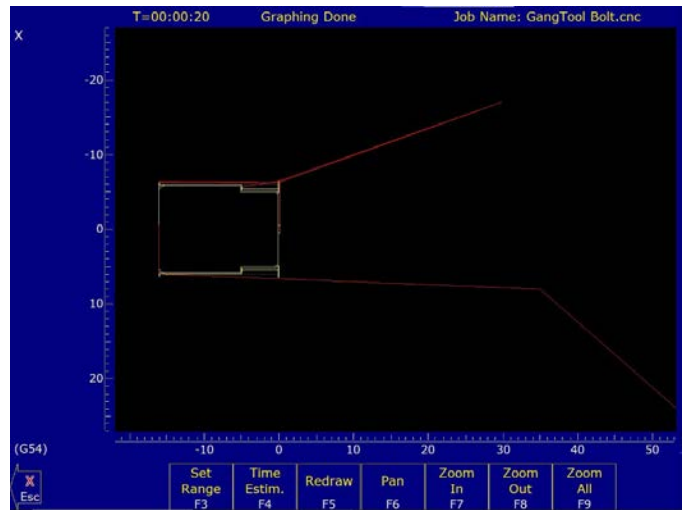 T=00:00:20 Graphing Done Job Name: GangTool Bolt.cnc
X
-20
-10
0
10
20
(G54) -10 0 10 20 30 40 50
X
Esc
Set Range F3
Time Estim. F4
Redraw F5
Pan F6
Zoom In F7
Zoom Out F8
Zoom All F9